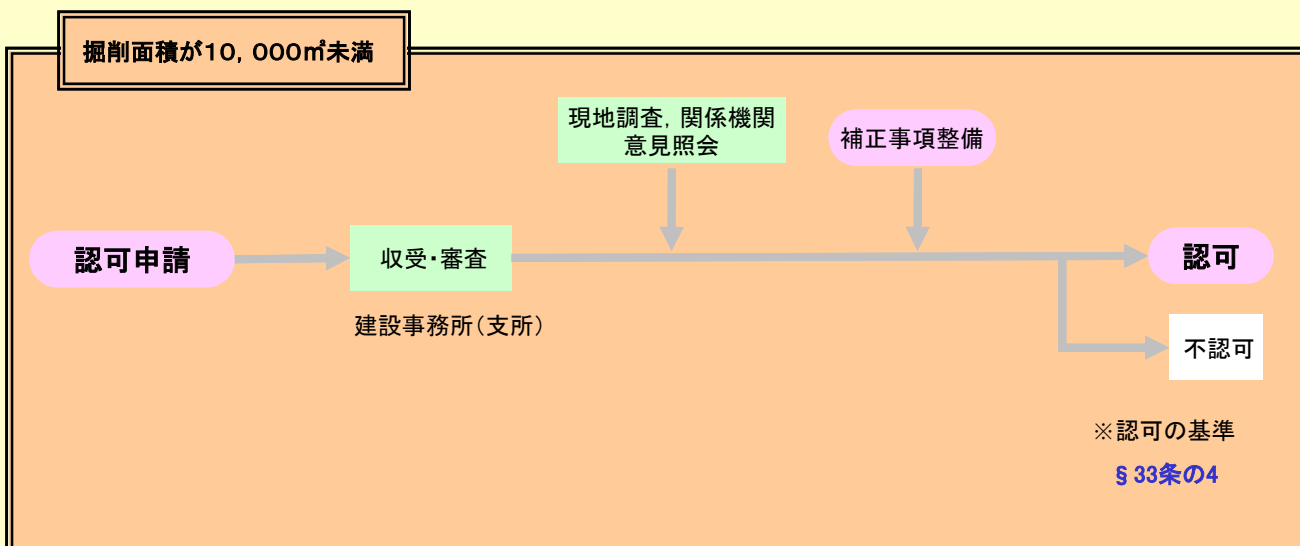 掘削面積が10，000㎡未満
現地調査，関係機関
意見照会
補正事項整備
認可申請
収受・審査
認可
建設事務所（支所）
不認可
※認可の基準
§33条の4